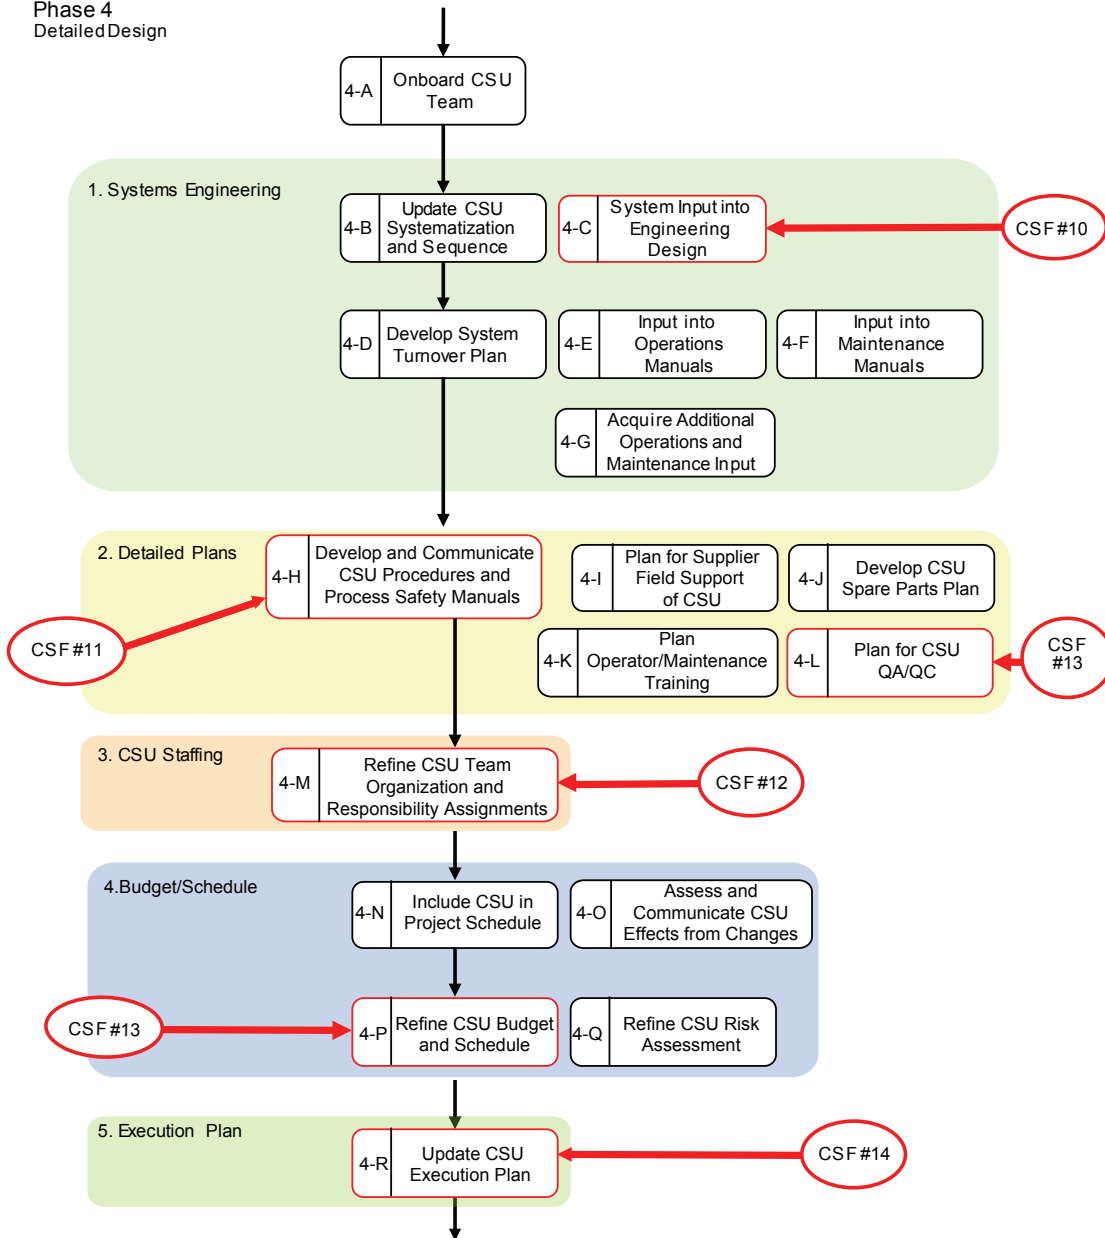 Phase 4
Detailed Design
4-A
Onboard CSU
Team
1. Systems Engineering
4-B
Update CSU
Systematization
and Sequence
4-C
System Input into
Engineering
Design
CSF #10
4-D
Develop System
Turnover Plan
4-E
Input into
Operations
Manuals
4-F
Input into
Maintenance
Manuals
4-G
Acquire Additional
Operations and
Maintenance Input
2. Detailed Plans
4-H
Develop and Communicate
CSU Procedures and
Process Safety Manuals
4-I
Plan for Supplier
Field Support
of CSU
4-J
Develop CSU
Spare Parts Plan
CSF #11
4-K
Plan
Operator/Maintenance
Training
4-L
Plan for CSU
QA/QC
CSF
#13
3. CSU Staffing
4-M
Refine CSU Team
Organization and
Responsibility Assignments
CSF #12
4.Budget/Schedule
4-N
Include CSU in
Project Schedule
4-O
Assess and
Communicate CSU
Effects from Changes
CSF #13
4-P
Refine CSU Budget
and Schedule
4-Q
Refine CSU Risk
Assessment
5. Execution Plan
4-R
Update CSU
Execution Plan
CSF #14